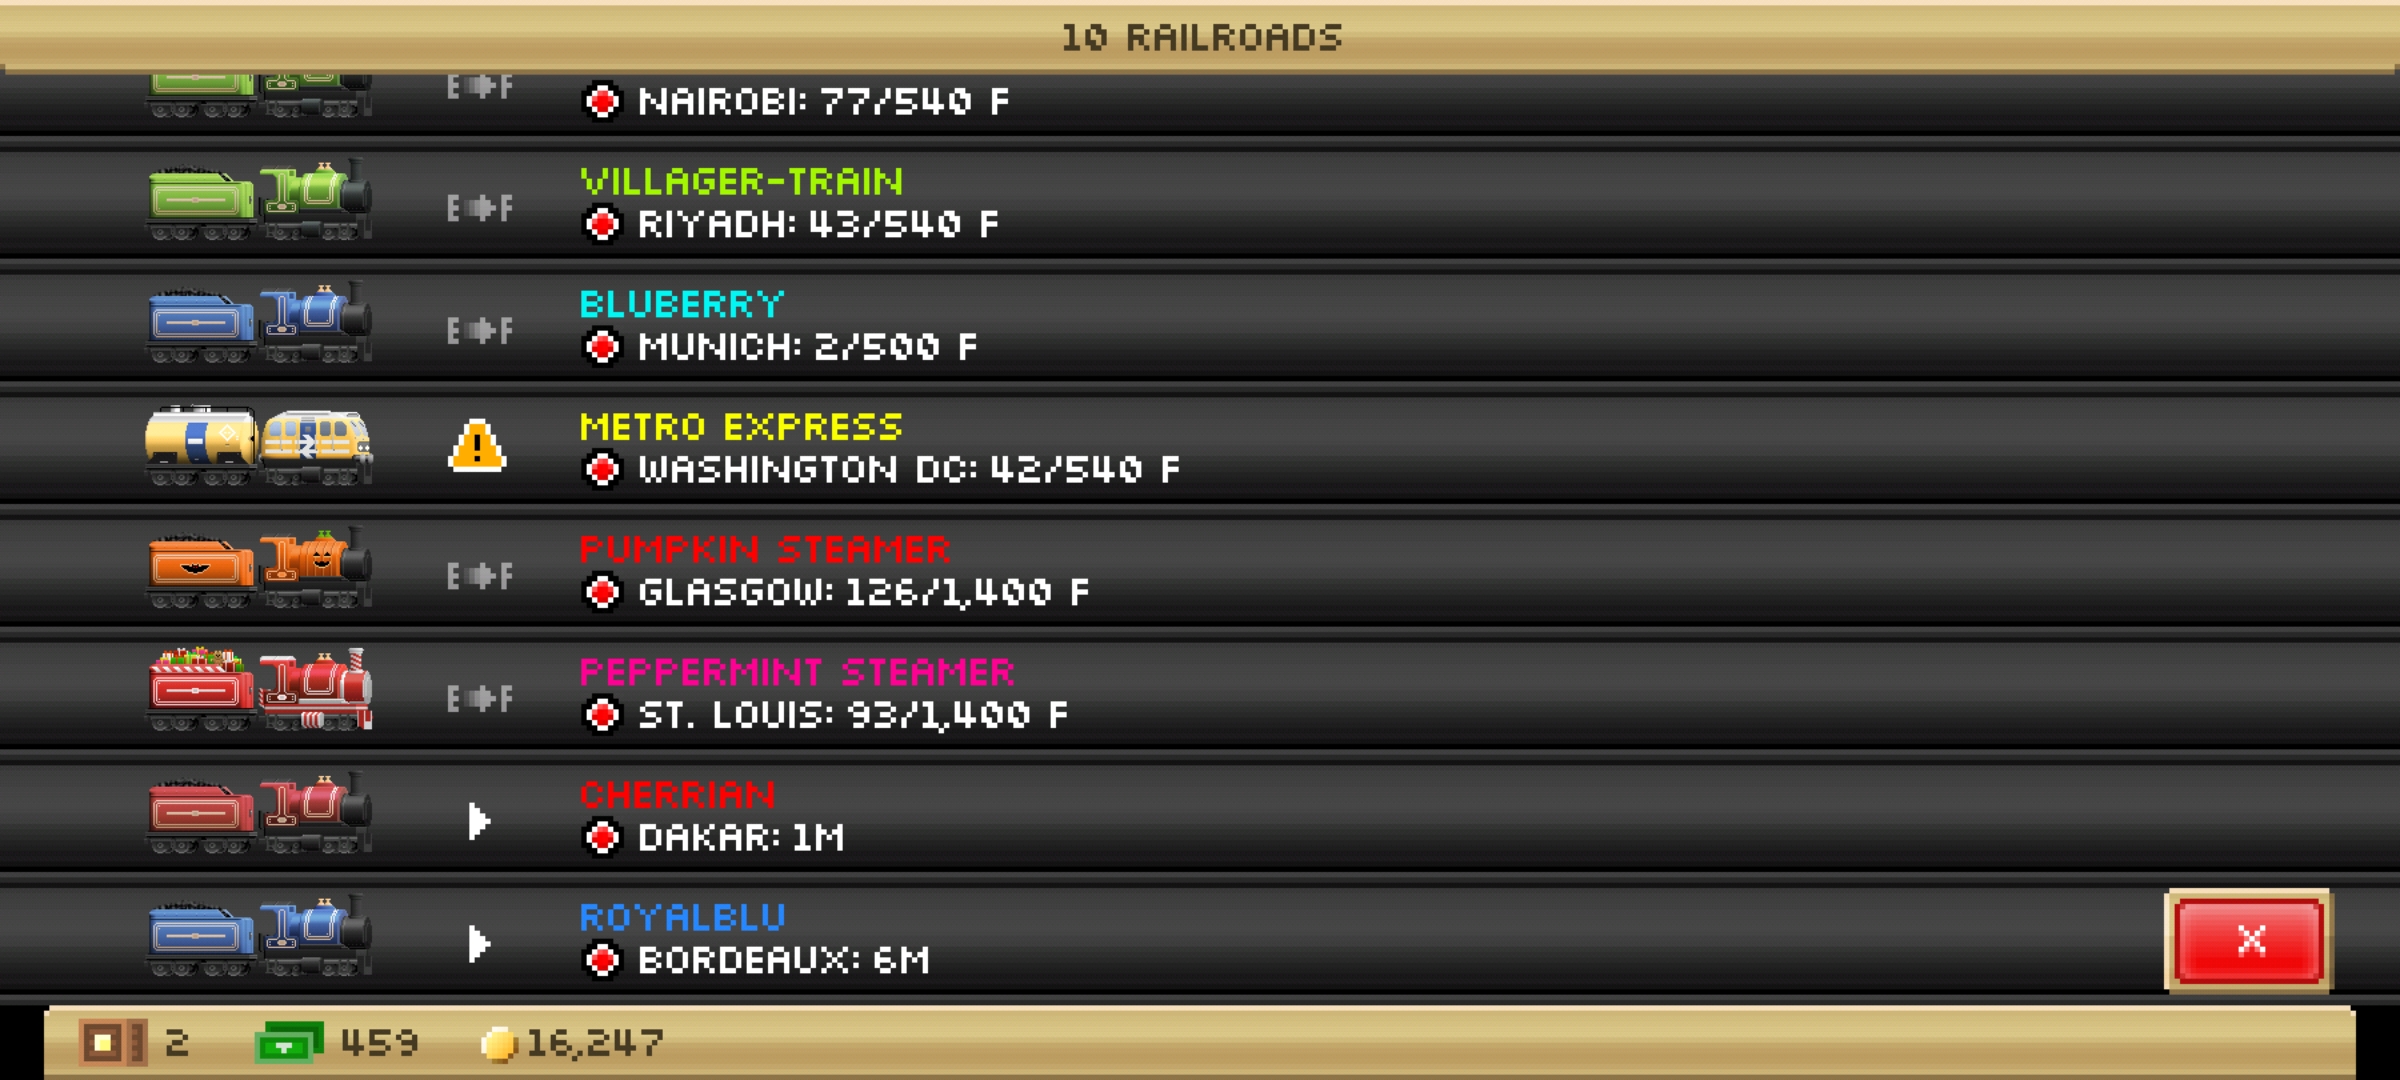 10 RAILROADS
E F
NAIROBI: 77/540 F
VILLAGER-TRAIN
E F
RIYADH: 43/540 F
BLUBERRY
E F
MUNICH: 2/500 F
METRO EXPRESS
!
WASHINGTON DC: 42/540 F
PUMPKIN STEAMER
E F
GLASGOW: 126/1,400 F
PEPPERMINT STEAMER
E F
ST. LOUIS: 93/1,400 F
CHERRIAN
DAKAR: 1M
ROYALBLU
BORDEAUX: 6M
X
2 459 16,247